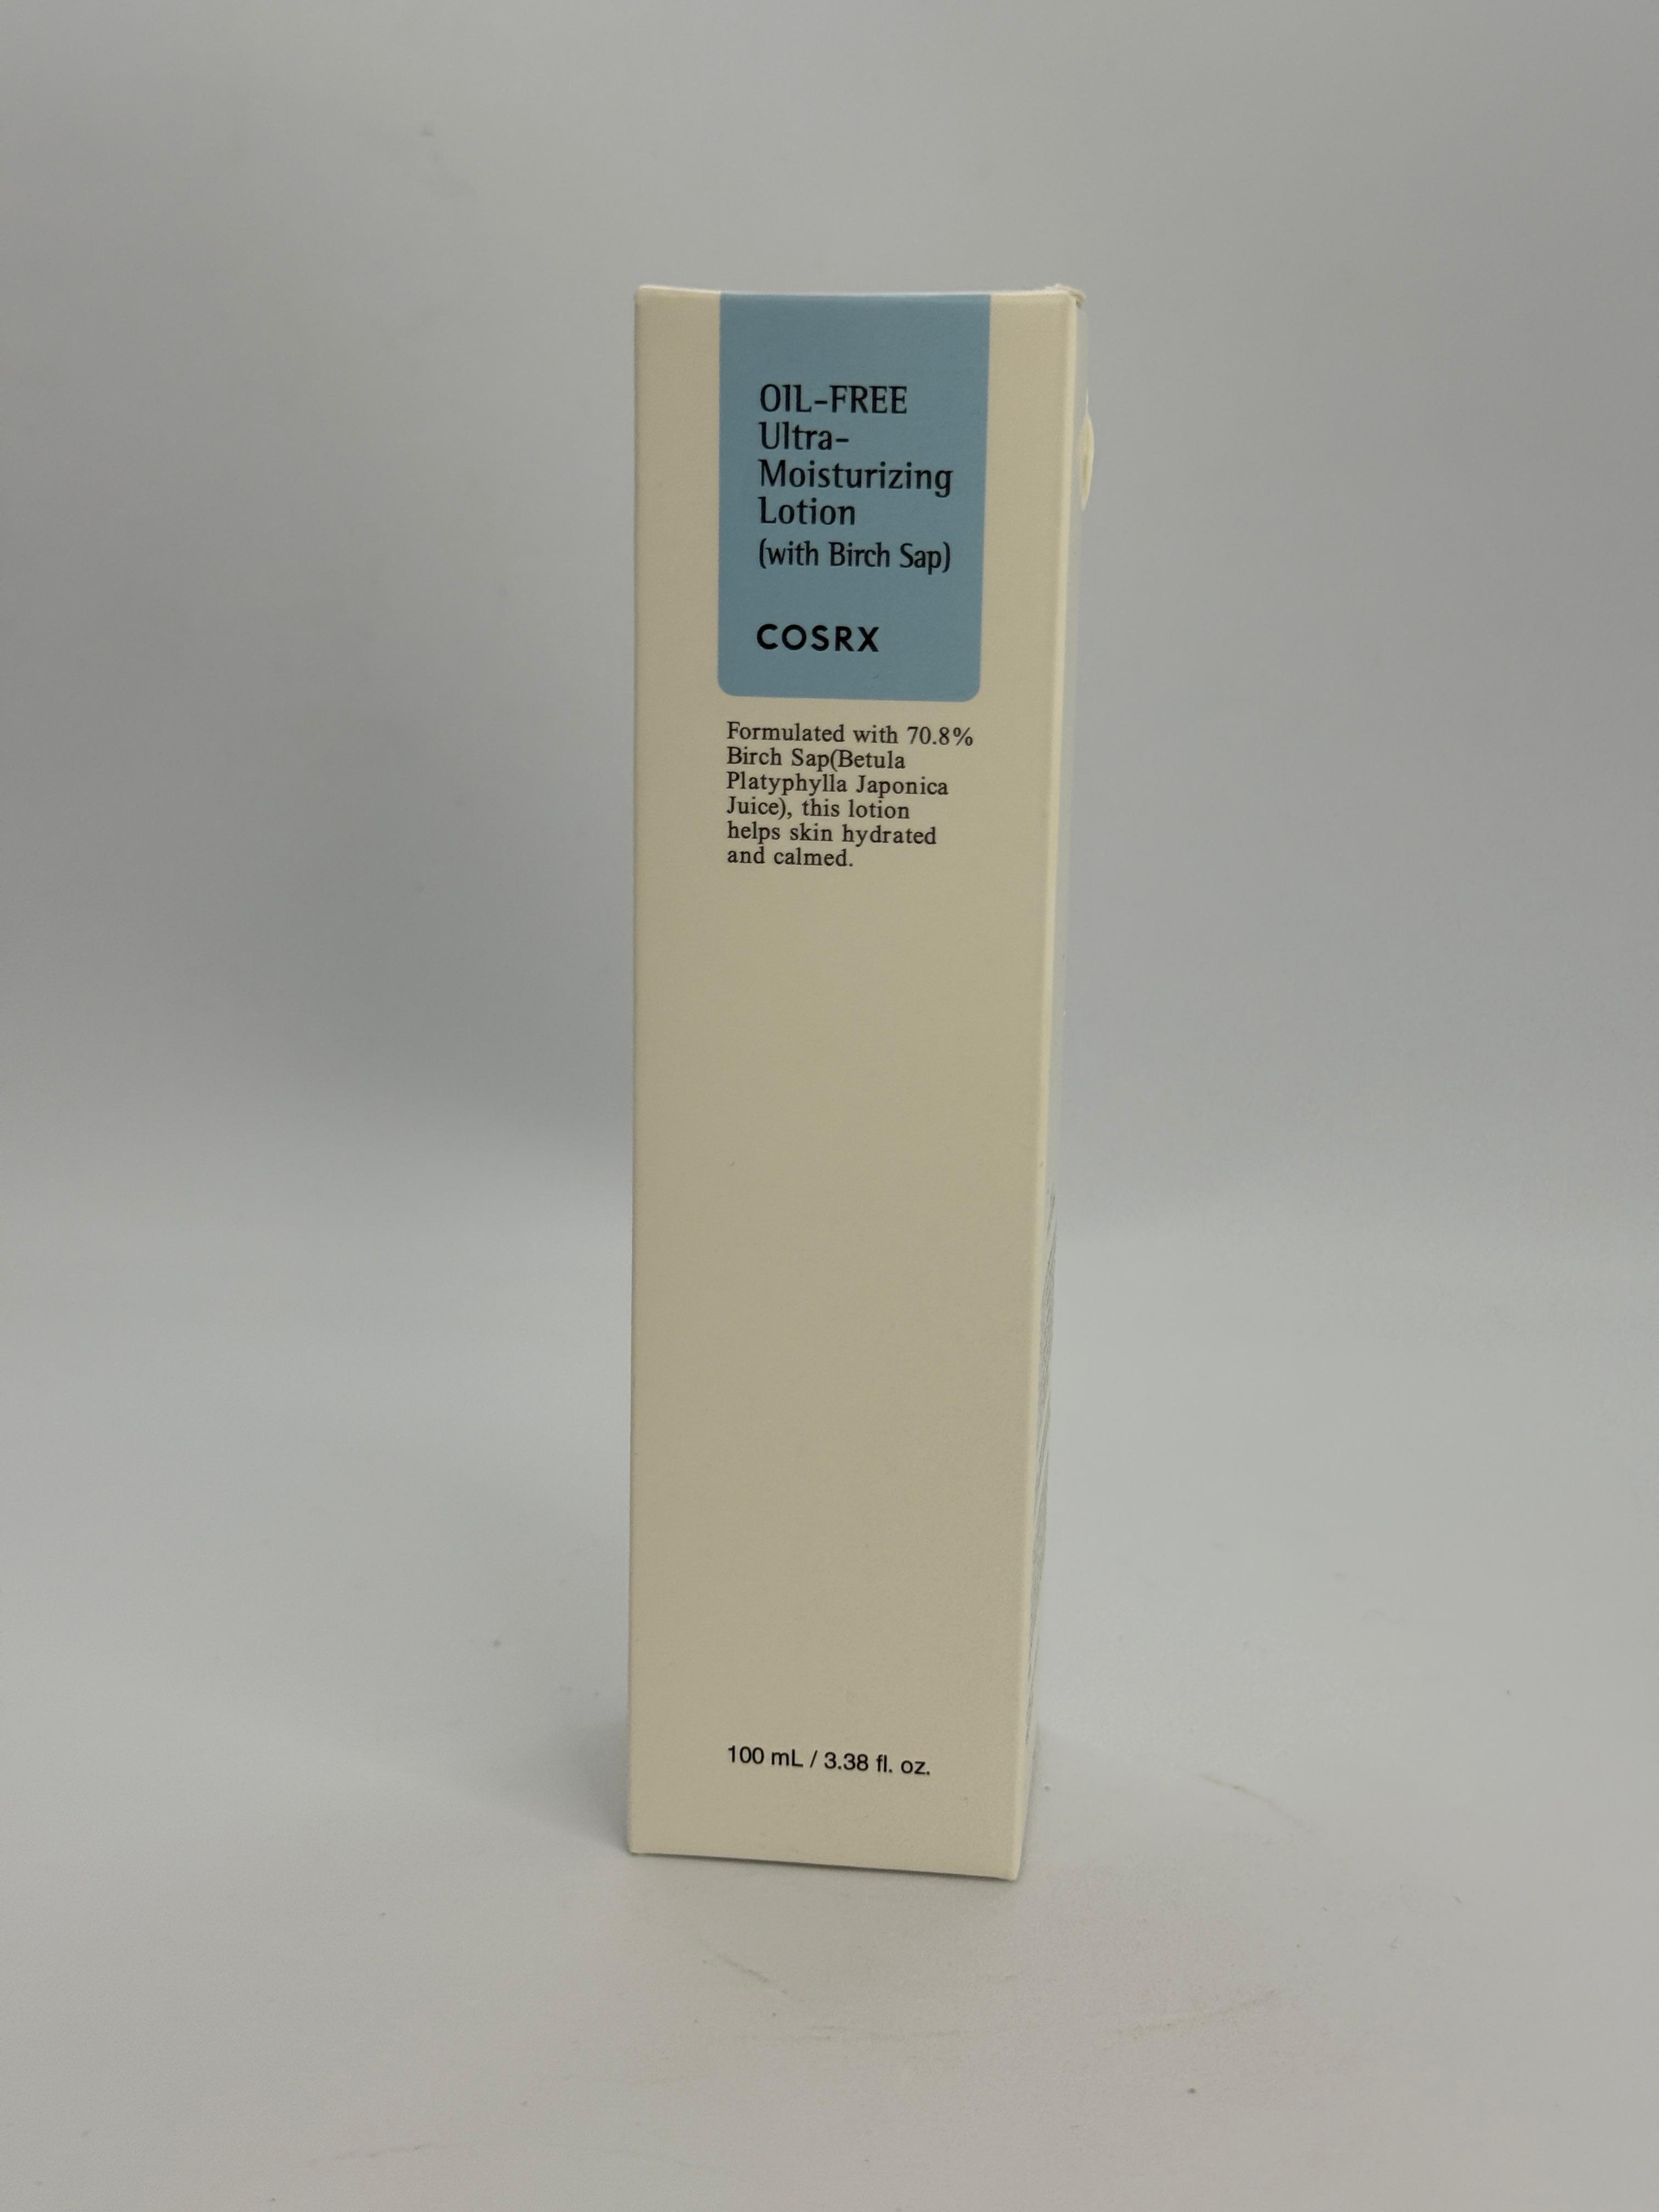 OIL-FREE
Ultra-
Moisturizing
Lotion
(with Birch Sap)
COSRX
Formulated with 70.8%
Birch Sap(Betula
Platyphylla Japonica
Juice), this lotion
helps skin hydrated
and calmed.
100 mL / 3.38 fl. oz.